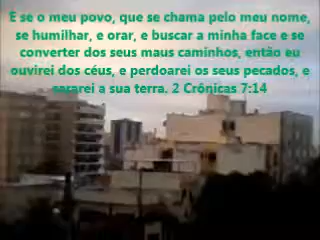 E se o meu povo, que se chama pelo meu nome,
se humilhar, e orar, e buscar a minha face e se
converter dos seus maus caminhos, então eu
ouvirei dos céus, e perdoarei os seus pecados, e
sararei a sua terra. 2 Crônicas 7:14